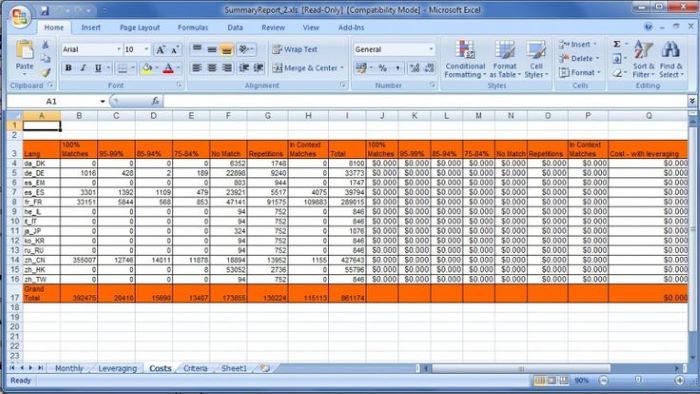 SummaryReport_2.xls [Read-Only] [Compatibility Mode] - Microsoft Excel
Home Insert Page Layout Formulas Data Review View Add-Ins
Paste Arial 10 A A Wrap Text General Conditional Formatting Format as Table Cell Styles Insert Delete Format Sort & Filter Find & Select
B I U Merge & Center $ % ,
Clipboard Font Alignment Number Styles Cells Editing
A1 fx
A B C D E F G H I J K L M N O P Q
1
2
3 Lang 100% Matches 95-99% 85-94% 75-84% No Match Repetitions In Context Matches Total 100% Matches 95-99% 85-94% 75-84% No Match Repetitions In Context Matches Cost - with leveraging
4 da_DK 0 0 0 0 6352 1748 0 8100 $0.000 $0.000 $0.000 $0.000 $0.000 $0.000 $0.000 $0.000
5 de_DE 1016 428 2 189 22898 9240 0 33773 $0.000 $0.000 $0.000 $0.000 $0.000 $0.000 $0.000 $0.000
6 es_EM 0 0 0 0 803 944 0 1747 $0.000 $0.000 $0.000 $0.000 $0.000 $0.000 $0.000 $0.000
7 es_ES 3301 1392 1109 479 23921 5517 4075 39794 $0.000 $0.000 $0.000 $0.000 $0.000 $0.000 $0.000 $0.000
8 fr_FR 33151 5844 568 853 47141 91575 109883 289015 $0.000 $0.000 $0.000 $0.000 $0.000 $0.000 $0.000 $0.000
9 he_IL 0 0 0 0 94 752 0 846 $0.000 $0.000 $0.000 $0.000 $0.000 $0.000 $0.000 $0.000
10 it_IT 0 0 0 0 94 752 0 846 $0.000 $0.000 $0.000 $0.000 $0.000 $0.000 $0.000 $0.000
11 ja_JP 0 0 0 0 324 752 0 1076 $0.000 $0.000 $0.000 $0.000 $0.000 $0.000 $0.000 $0.000
12 ko_KR 0 0 0 0 94 752 0 846 $0.000 $0.000 $0.000 $0.000 $0.000 $0.000 $0.000 $0.000
13 ru_RU 0 0 0 0 94 752 0 846 $0.000 $0.000 $0.000 $0.000 $0.000 $0.000 $0.000 $0.000
14 zh_CN 355007 12746 14011 11878 18894 13952 1155 427643 $0.000 $0.000 $0.000 $0.000 $0.000 $0.000 $0.000 $0.000
15 zh_HK 0 0 0 8 53052 2736 0 55796 $0.000 $0.000 $0.000 $0.000 $0.000 $0.000 $0.000 $0.000
16 zh_TW 0 0 0 0 94 752 0 846 $0.000 $0.000 $0.000 $0.000 $0.000 $0.000 $0.000 $0.000
17 Grand Total 392475 20410 15690 13407 173855 130224 115113 861174 $0.000
18
19
20
21
22
23
Monthly Leveraging Costs Criteria Sheet1
Ready 90%